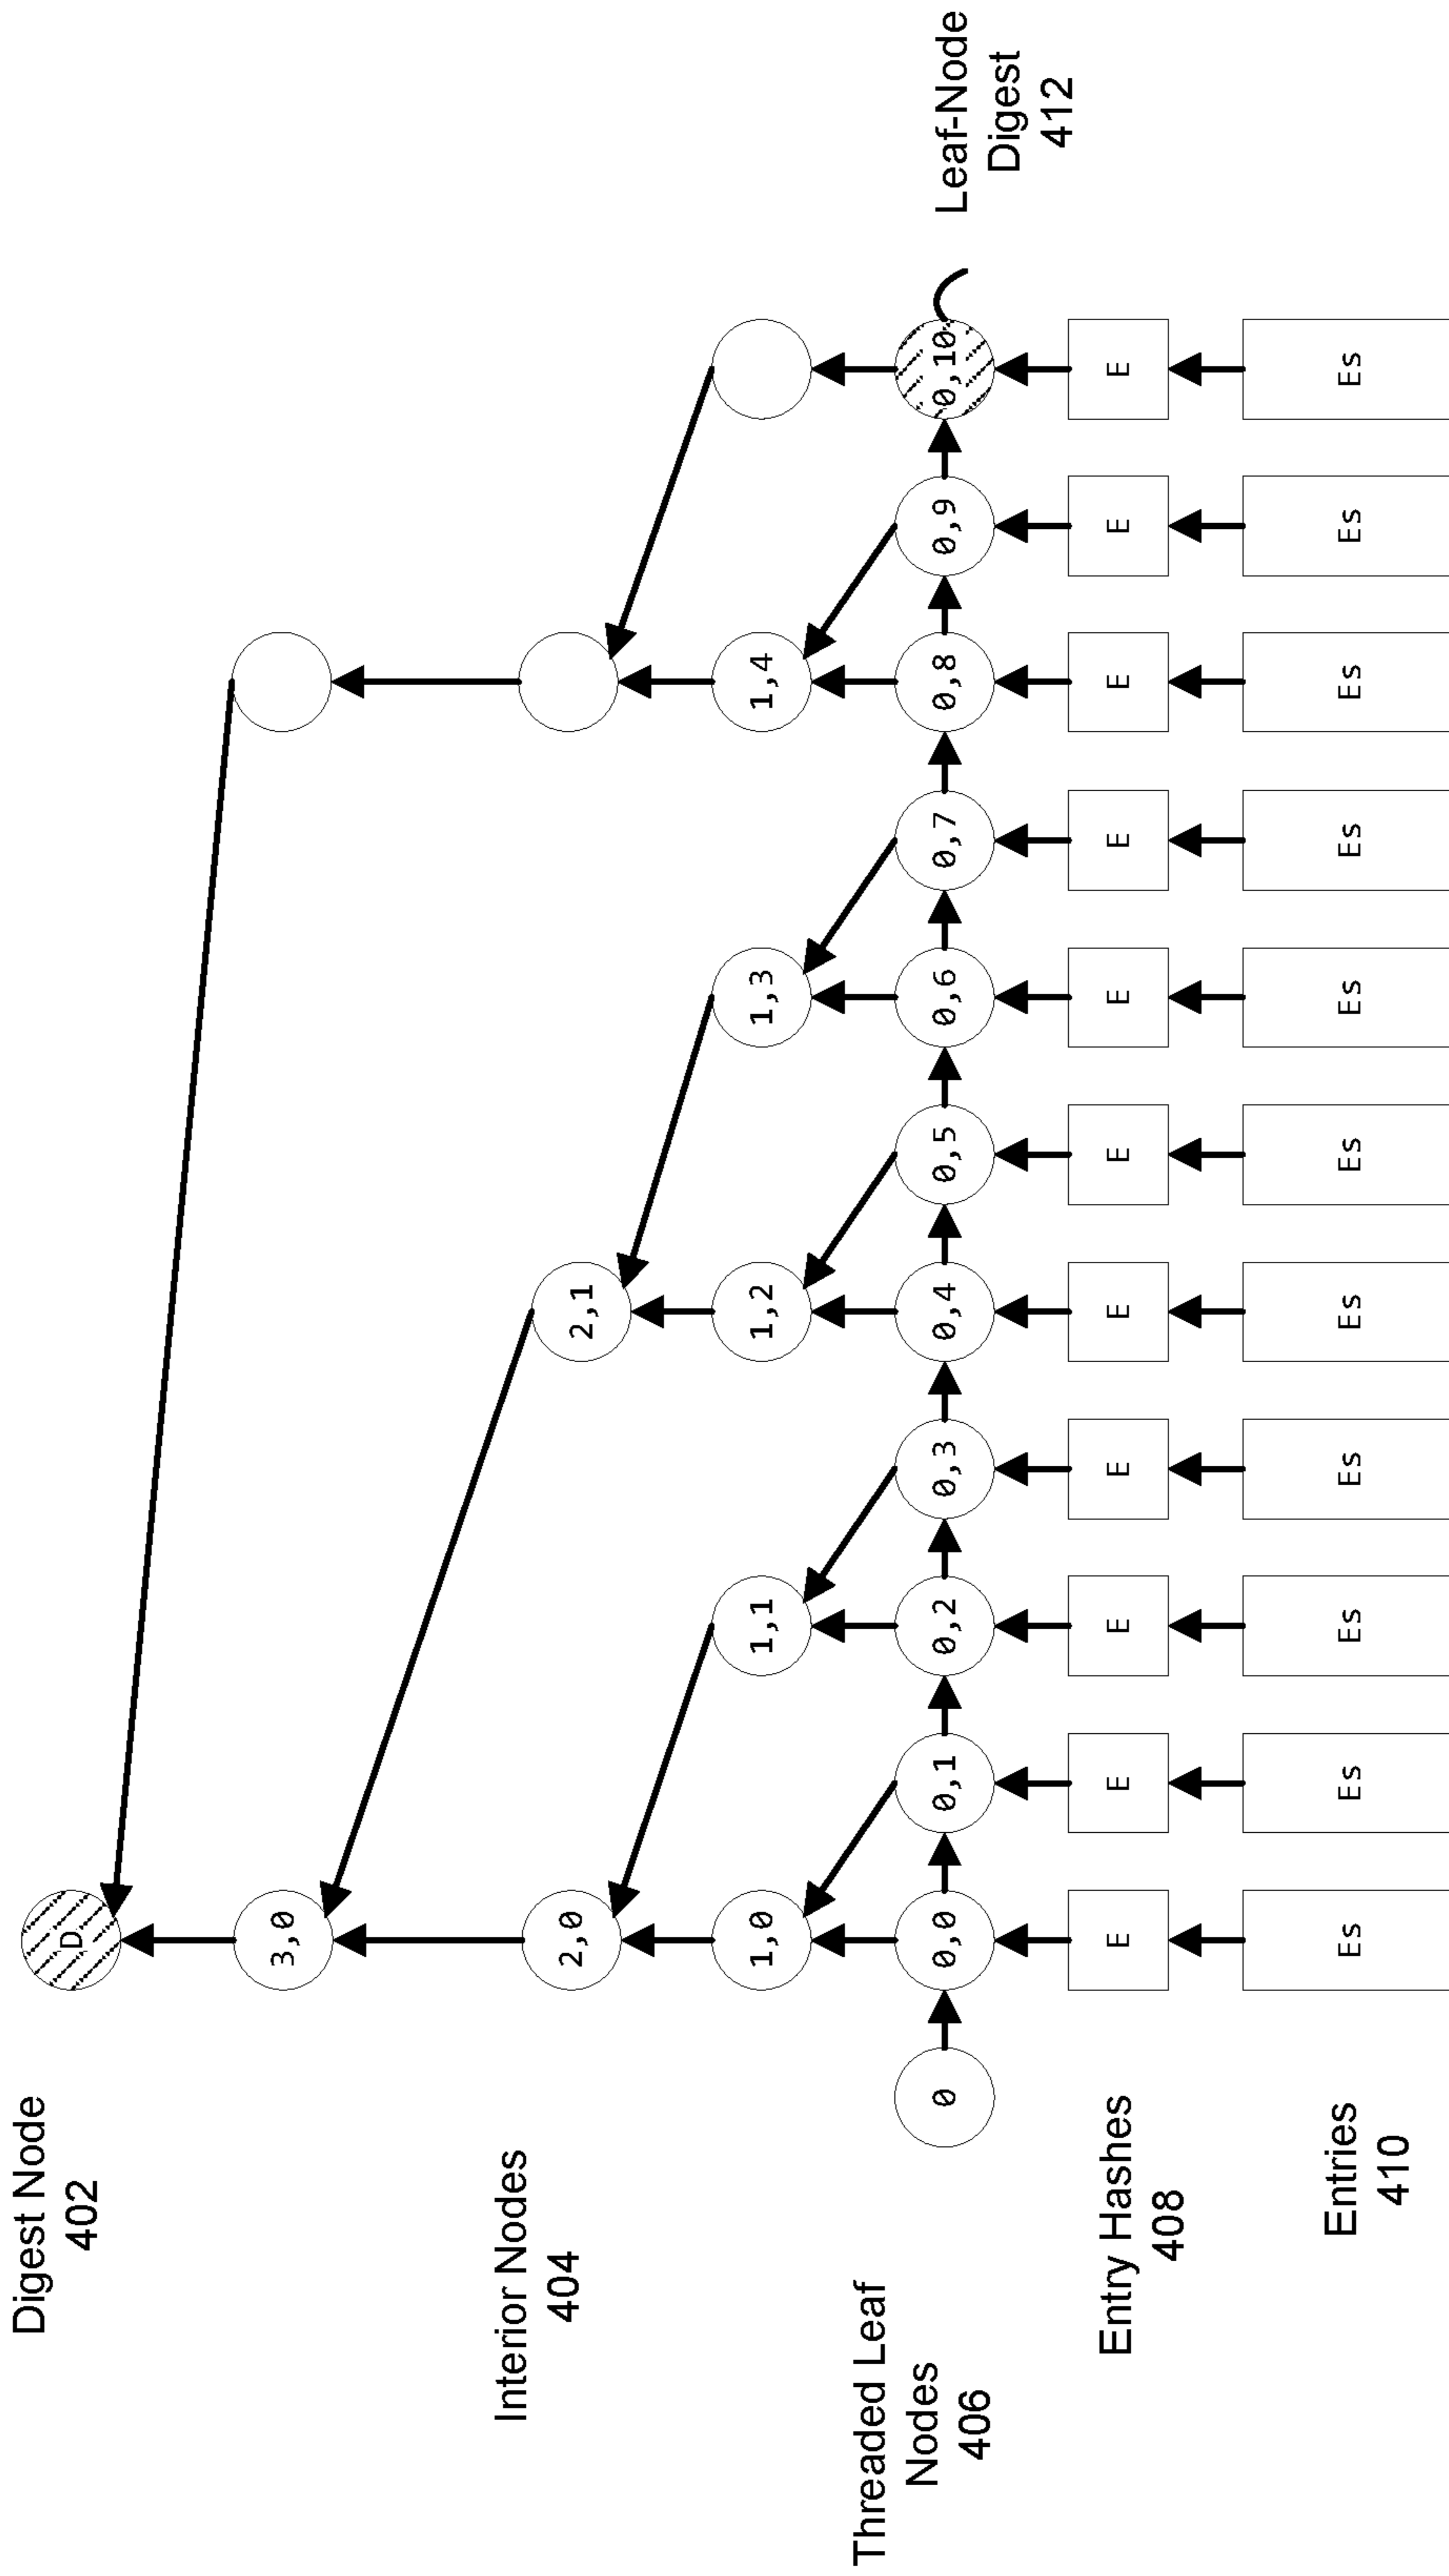 Digest Node
402
D
3,0
Interior Nodes
404
2,0
2,1
1,0
1,1
1,2
1,3
1,4
Threaded Leaf
Nodes
406
0
0,0
0,1
0,2
0,3
0,4
0,5
0,6
0,7
0,8
0,9
0,10
Leaf-Node
Digest
412
Entry Hashes
408
E
E
E
E
E
E
E
E
E
E
E
Entries
410
Es
Es
Es
Es
Es
Es
Es
Es
Es
Es
Es